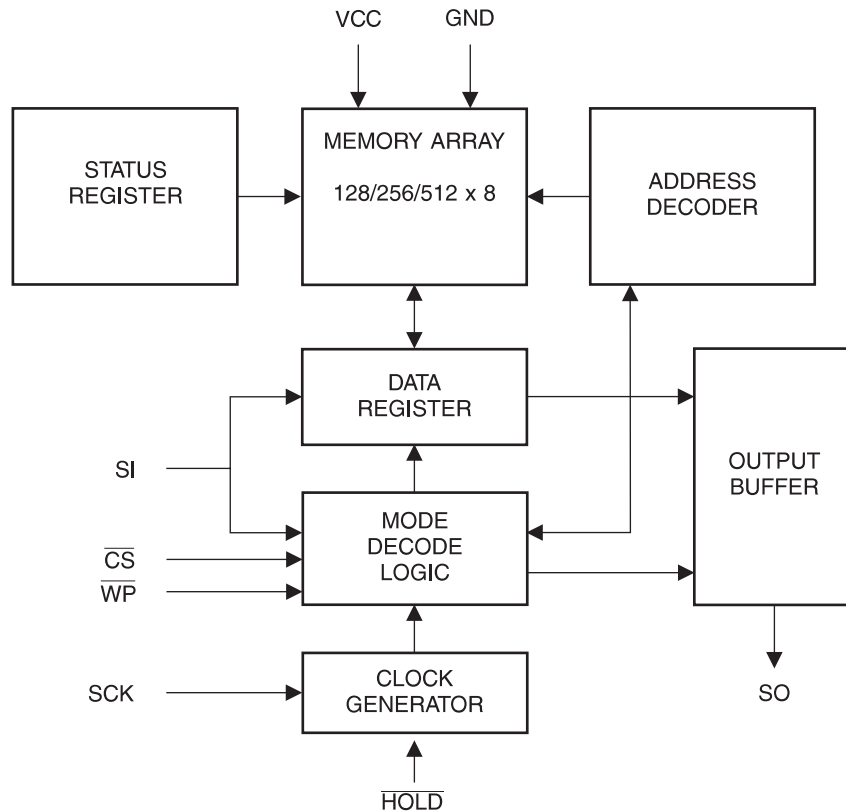 VCC
GND
STATUS
REGISTER
MEMORY ARRAY
128/256/512 x 8
ADDRESS
DECODER
DATA
REGISTER
OUTPUT
BUFFER
SI
MODE
DECODE
LOGIC
CS
WP
SCK
CLOCK
GENERATOR
SO
HOLD